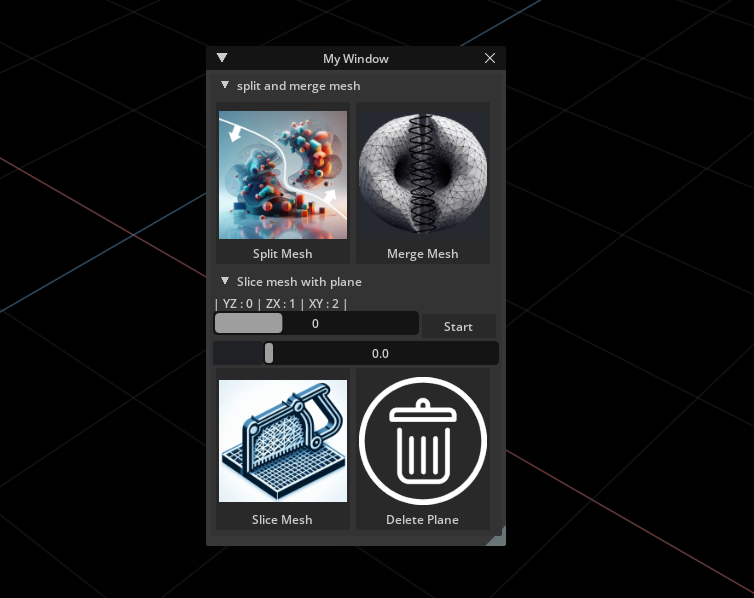 My Window
split and merge mesh
Split Mesh
Merge Mesh
Slice mesh with plane
| YZ : 0 | ZX : 1 | XY : 2 |
0
Start
0.0
Slice Mesh
Delete Plane